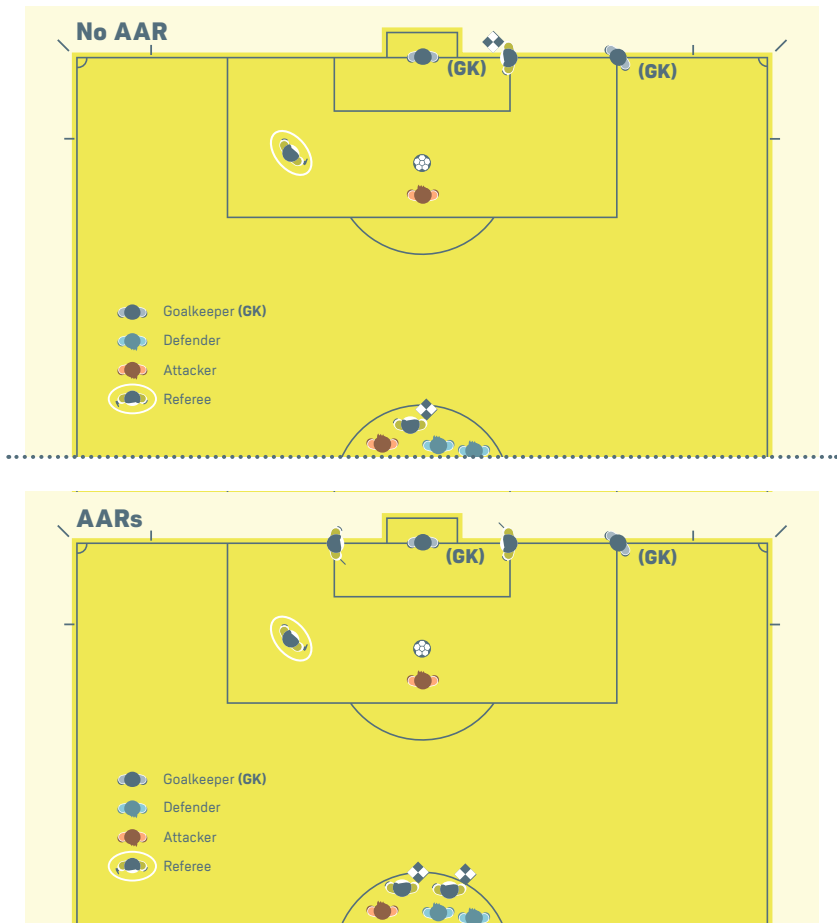 No AAR
(GK)
(GK)
Goalkeeper (GK)
Defender
Attacker
Referee
AARs
(GK)
(GK)
Goalkeeper (GK)
Defender
Attacker
Referee